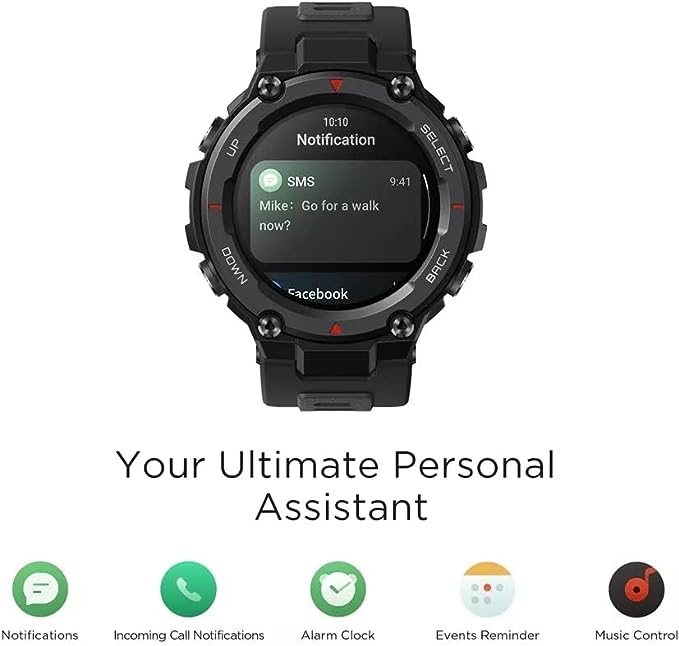 UP
SELECT
10:10
Notification
SMS 9:41
Mike: Go for a walk
now?
DOWN
BACK
Facebook
Your Ultimate Personal
Assistant
Notifications
Incoming Call Notifications
Alarm Clock
Events Reminder
Music Control